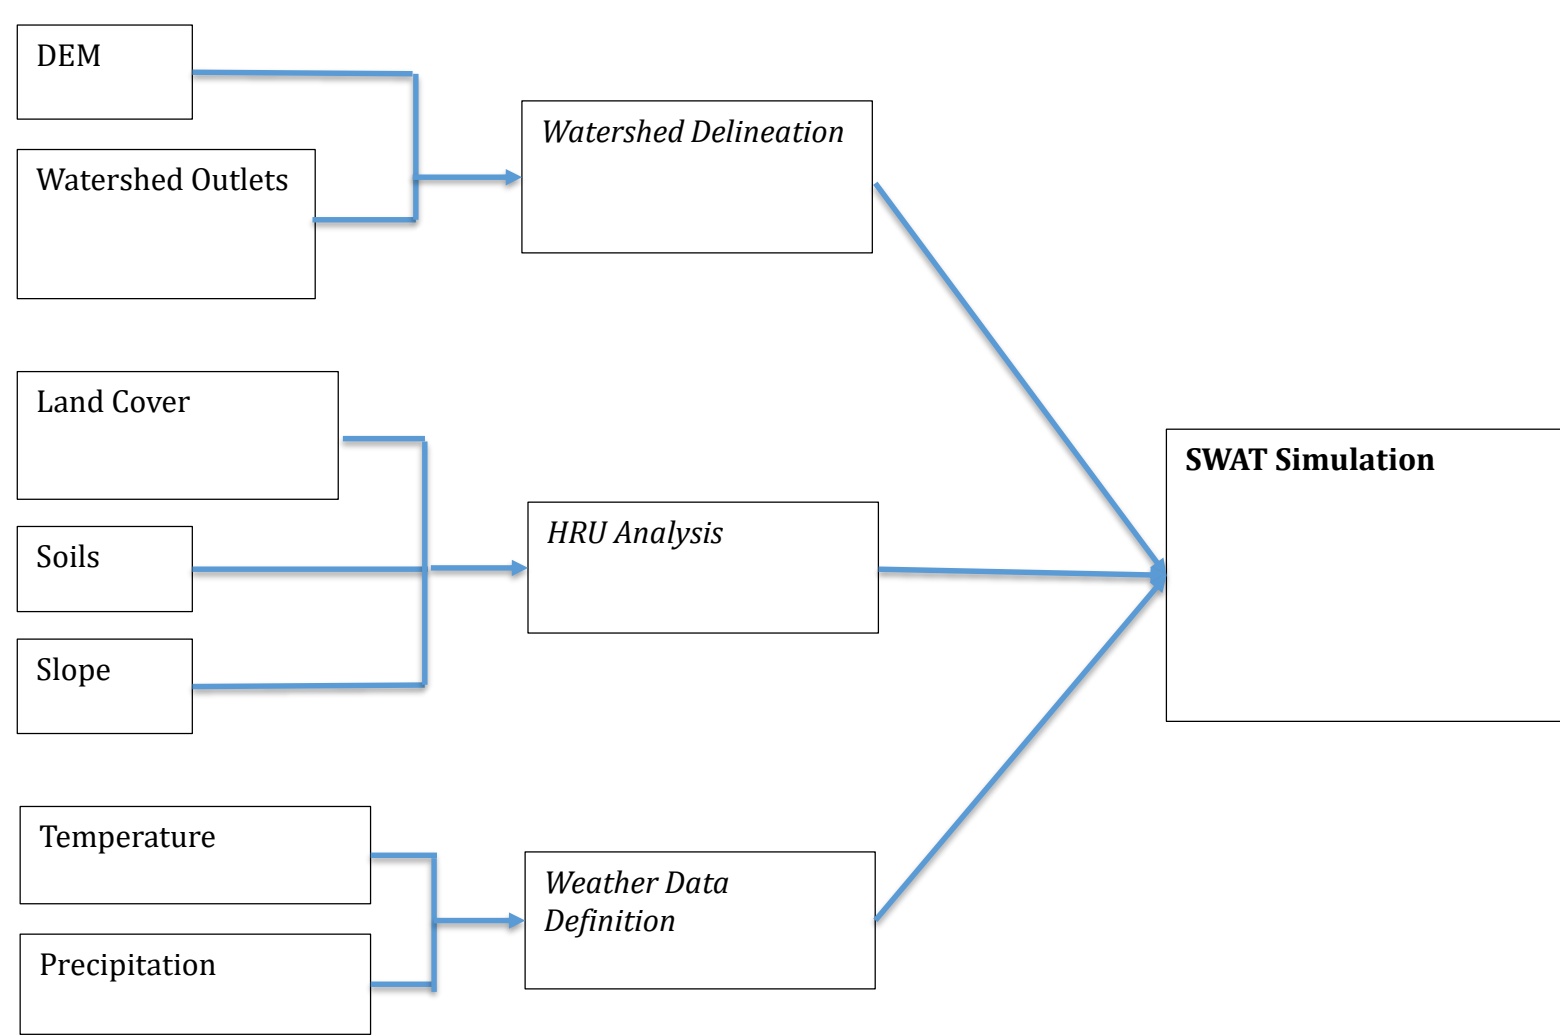 DEM
Watershed Outlets
Watershed Delineation
Land Cover
Soils
Slope
HRU Analysis
SWAT Simulation
Temperature
Precipitation
Weather Data
Definition